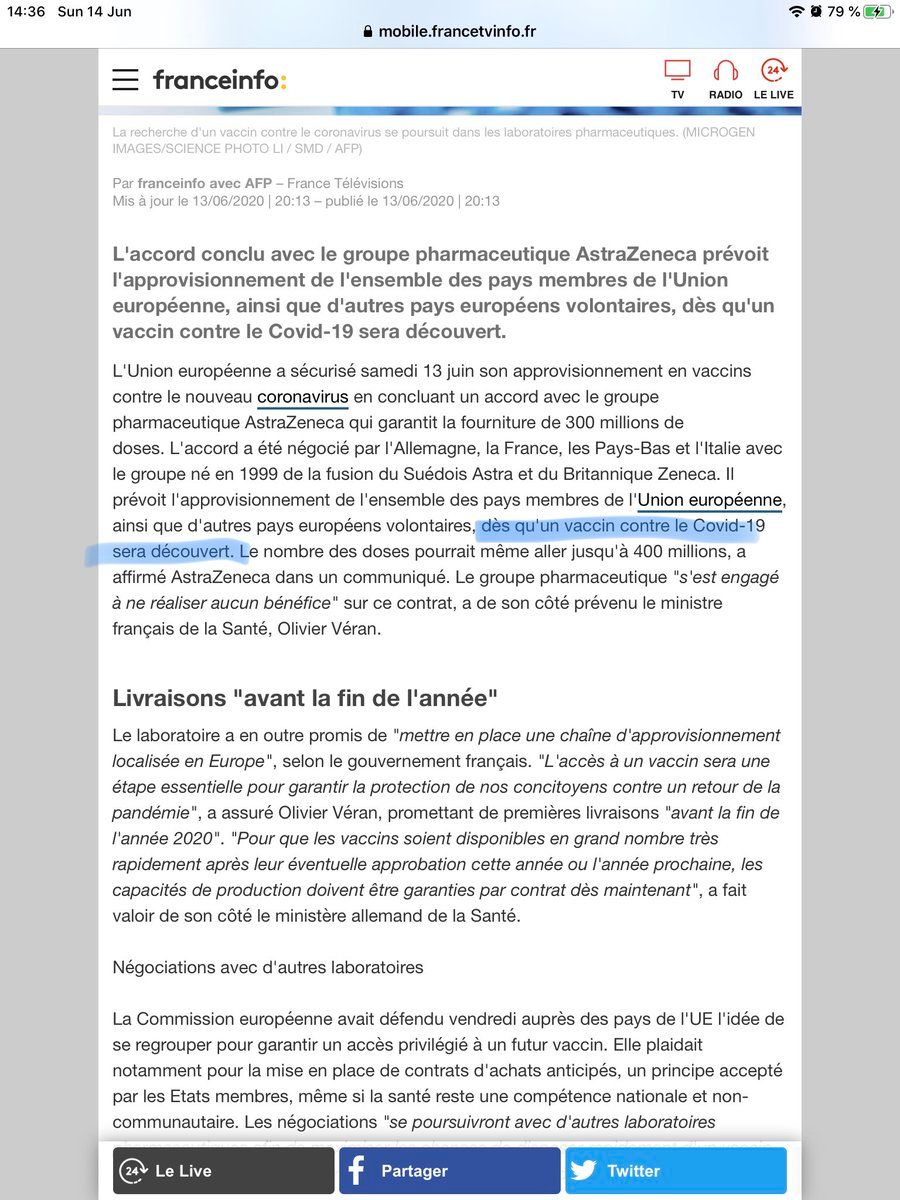 14:36 Sun 14 Jun 79 %
mobile.francetvinfo.fr
franceinfo:
TV RADIO LE LIVE
24
La recherche d'un vaccin contre le coronavirus se poursuit dans les laboratoires pharmaceutiques. (MICROGEN
IMAGES/SCIENCE PHOTO LI / SMD / AFP)
Par franceinfo avec AFP – France Télévisions
Mis à jour le 13/06/2020 | 20:13 – publié le 13/06/2020 | 20:13
L'accord conclu avec le groupe pharmaceutique AstraZeneca prévoit
l'approvisionnement de l'ensemble des pays membres de l'Union
européenne, ainsi que d'autres pays européens volontaires, dès qu'un
vaccin contre le Covid-19 sera découvert.
L'Union européenne a sécurisé samedi 13 juin son approvisionnement en vaccins
contre le nouveau coronavirus en concluant un accord avec le groupe
pharmaceutique AstraZeneca qui garantit la fourniture de 300 millions de
doses. L'accord a été négocié par l'Allemagne, la France, les Pays-Bas et l'Italie avec
le groupe né en 1999 de la fusion du Suédois Astra et du Britannique Zeneca. Il
prévoit l'approvisionnement de l'ensemble des pays membres de l'Union européenne,
ainsi que d'autres pays européens volontaires, dès qu'un vaccin contre le Covid-19
sera découvert. Le nombre des doses pourrait même aller jusqu'à 400 millions, a
affirmé AstraZeneca dans un communiqué. Le groupe pharmaceutique "s'est engagé
à ne réaliser aucun bénéfice" sur ce contrat, a de son côté prévenu le ministre
français de la Santé, Olivier Véran.
Livraisons "avant la fin de l'année"
Le laboratoire a en outre promis de "mettre en place une chaîne d'approvisionnement
localisée en Europe", selon le gouvernement français. "L'accès à un vaccin sera une
étape essentielle pour garantir la protection de nos concitoyens contre un retour de la
pandémie", a assuré Olivier Véran, promettant de premières livraisons "avant la fin de
l'année 2020". "Pour que les vaccins soient disponibles en grand nombre très
rapidement après leur éventuelle approbation cette année ou l'année prochaine, les
capacités de production doivent être garanties par contrat dès maintenant", a fait
valoir de son côté le ministère allemand de la Santé.
Négociations avec d'autres laboratoires
La Commission européenne avait défendu vendredi auprès des pays de l'UE l'idée de
se regrouper pour garantir un accès privilégié à un futur vaccin. Elle plaidait
notamment pour la mise en place de contrats d'achats anticipés, un principe accepté
par les Etats membres, même si la santé reste une compétence nationale et non-
communautaire. Les négociations "se poursuivront avec d'autres laboratoires
24 Le Live Partager Twitter